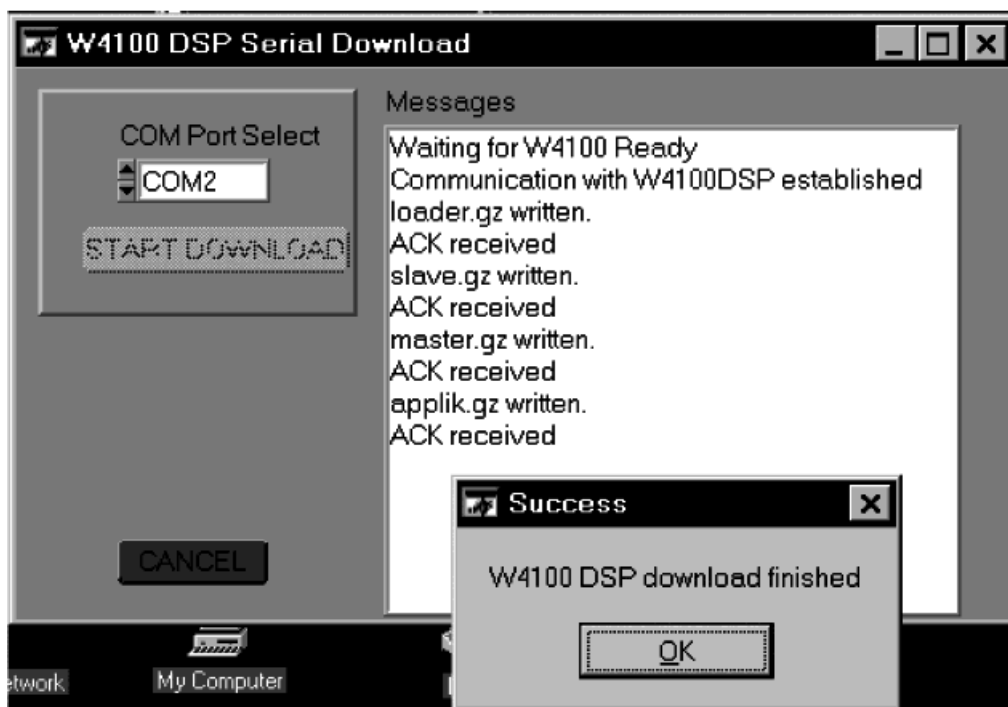 W4100 DSP Serial Download
COM Port Select
COM2
START DOWNLOAD
CANCEL
Messages
Waiting for W4100 Ready
Communication with W4100DSP established
loader.gz written.
ACK received
slave.gz written.
ACK received
master.gz written.
ACK received
applik.gz written.
ACK received
Success
W4100 DSP download finished
OK
etwork
My Computer